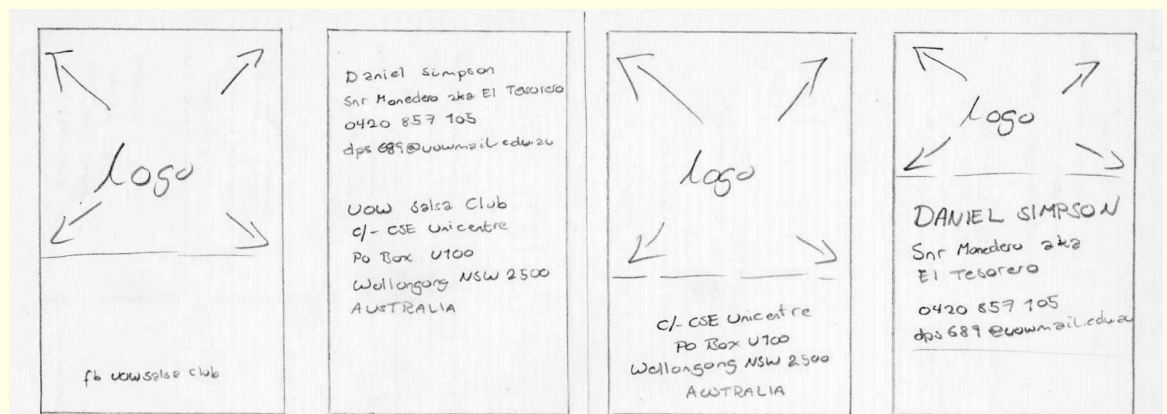 Logo
fb uow salsa club
Daniel simpson
Snr Monedero aka El Tesorero
0420 857 105
dps689@uowmail.edu.au
UOW Salsa Club
C/- CSE Unicentre
Po Box U100
Wollongong NSW 2500
AUSTRALIA
Logo
C/- CSE Unicentre
Po Box U100
Wollongong NSW 2500
AUSTRALIA
Logo
DANIEL SIMPSON
Snr Monedero aka
El Tesorero
0420 857 105
dps689@uowmail.edu.au